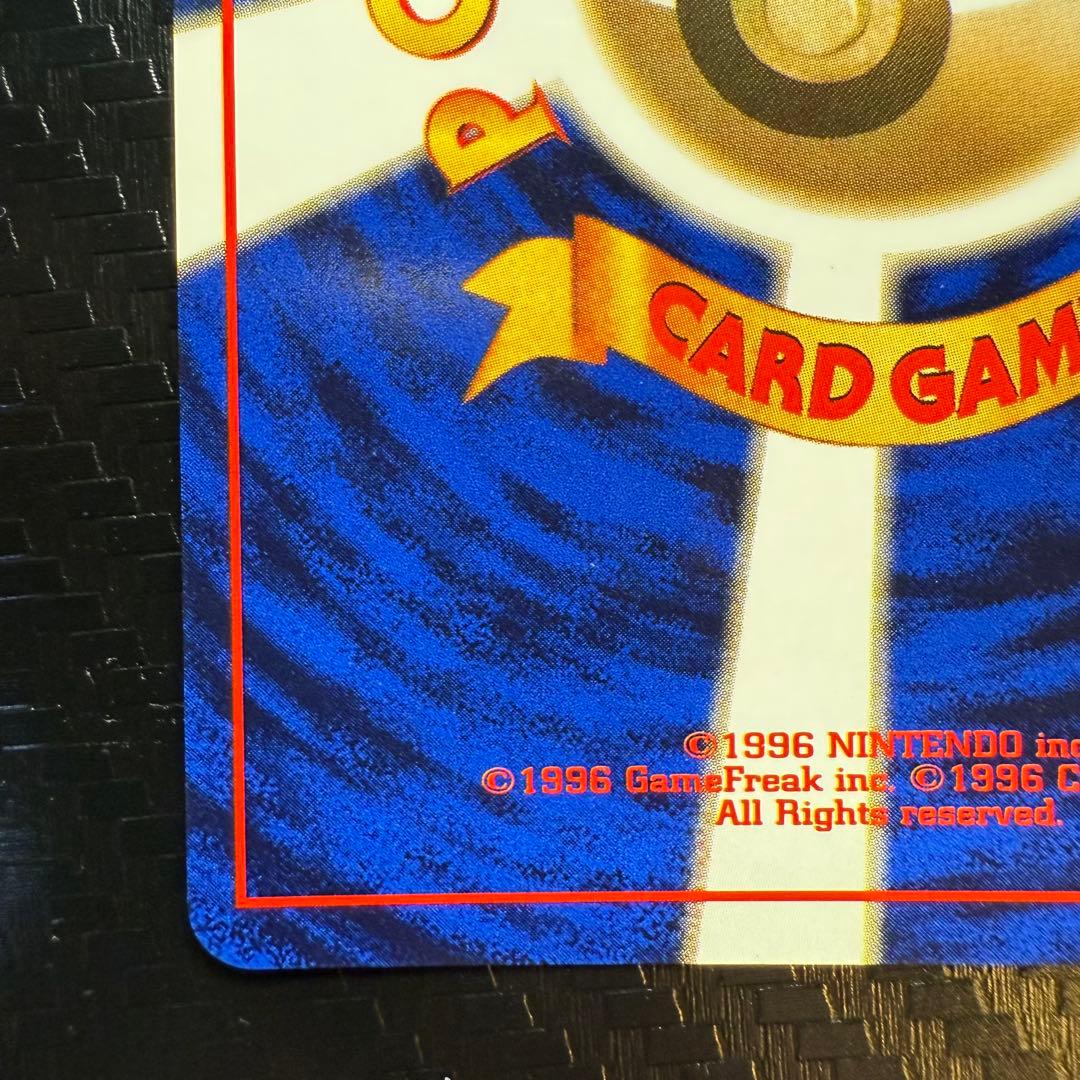 P
CARD GAM
©1996 NINTENDO inc
©1996 GameFreak inc. ©1996 C
All Rights reserved.